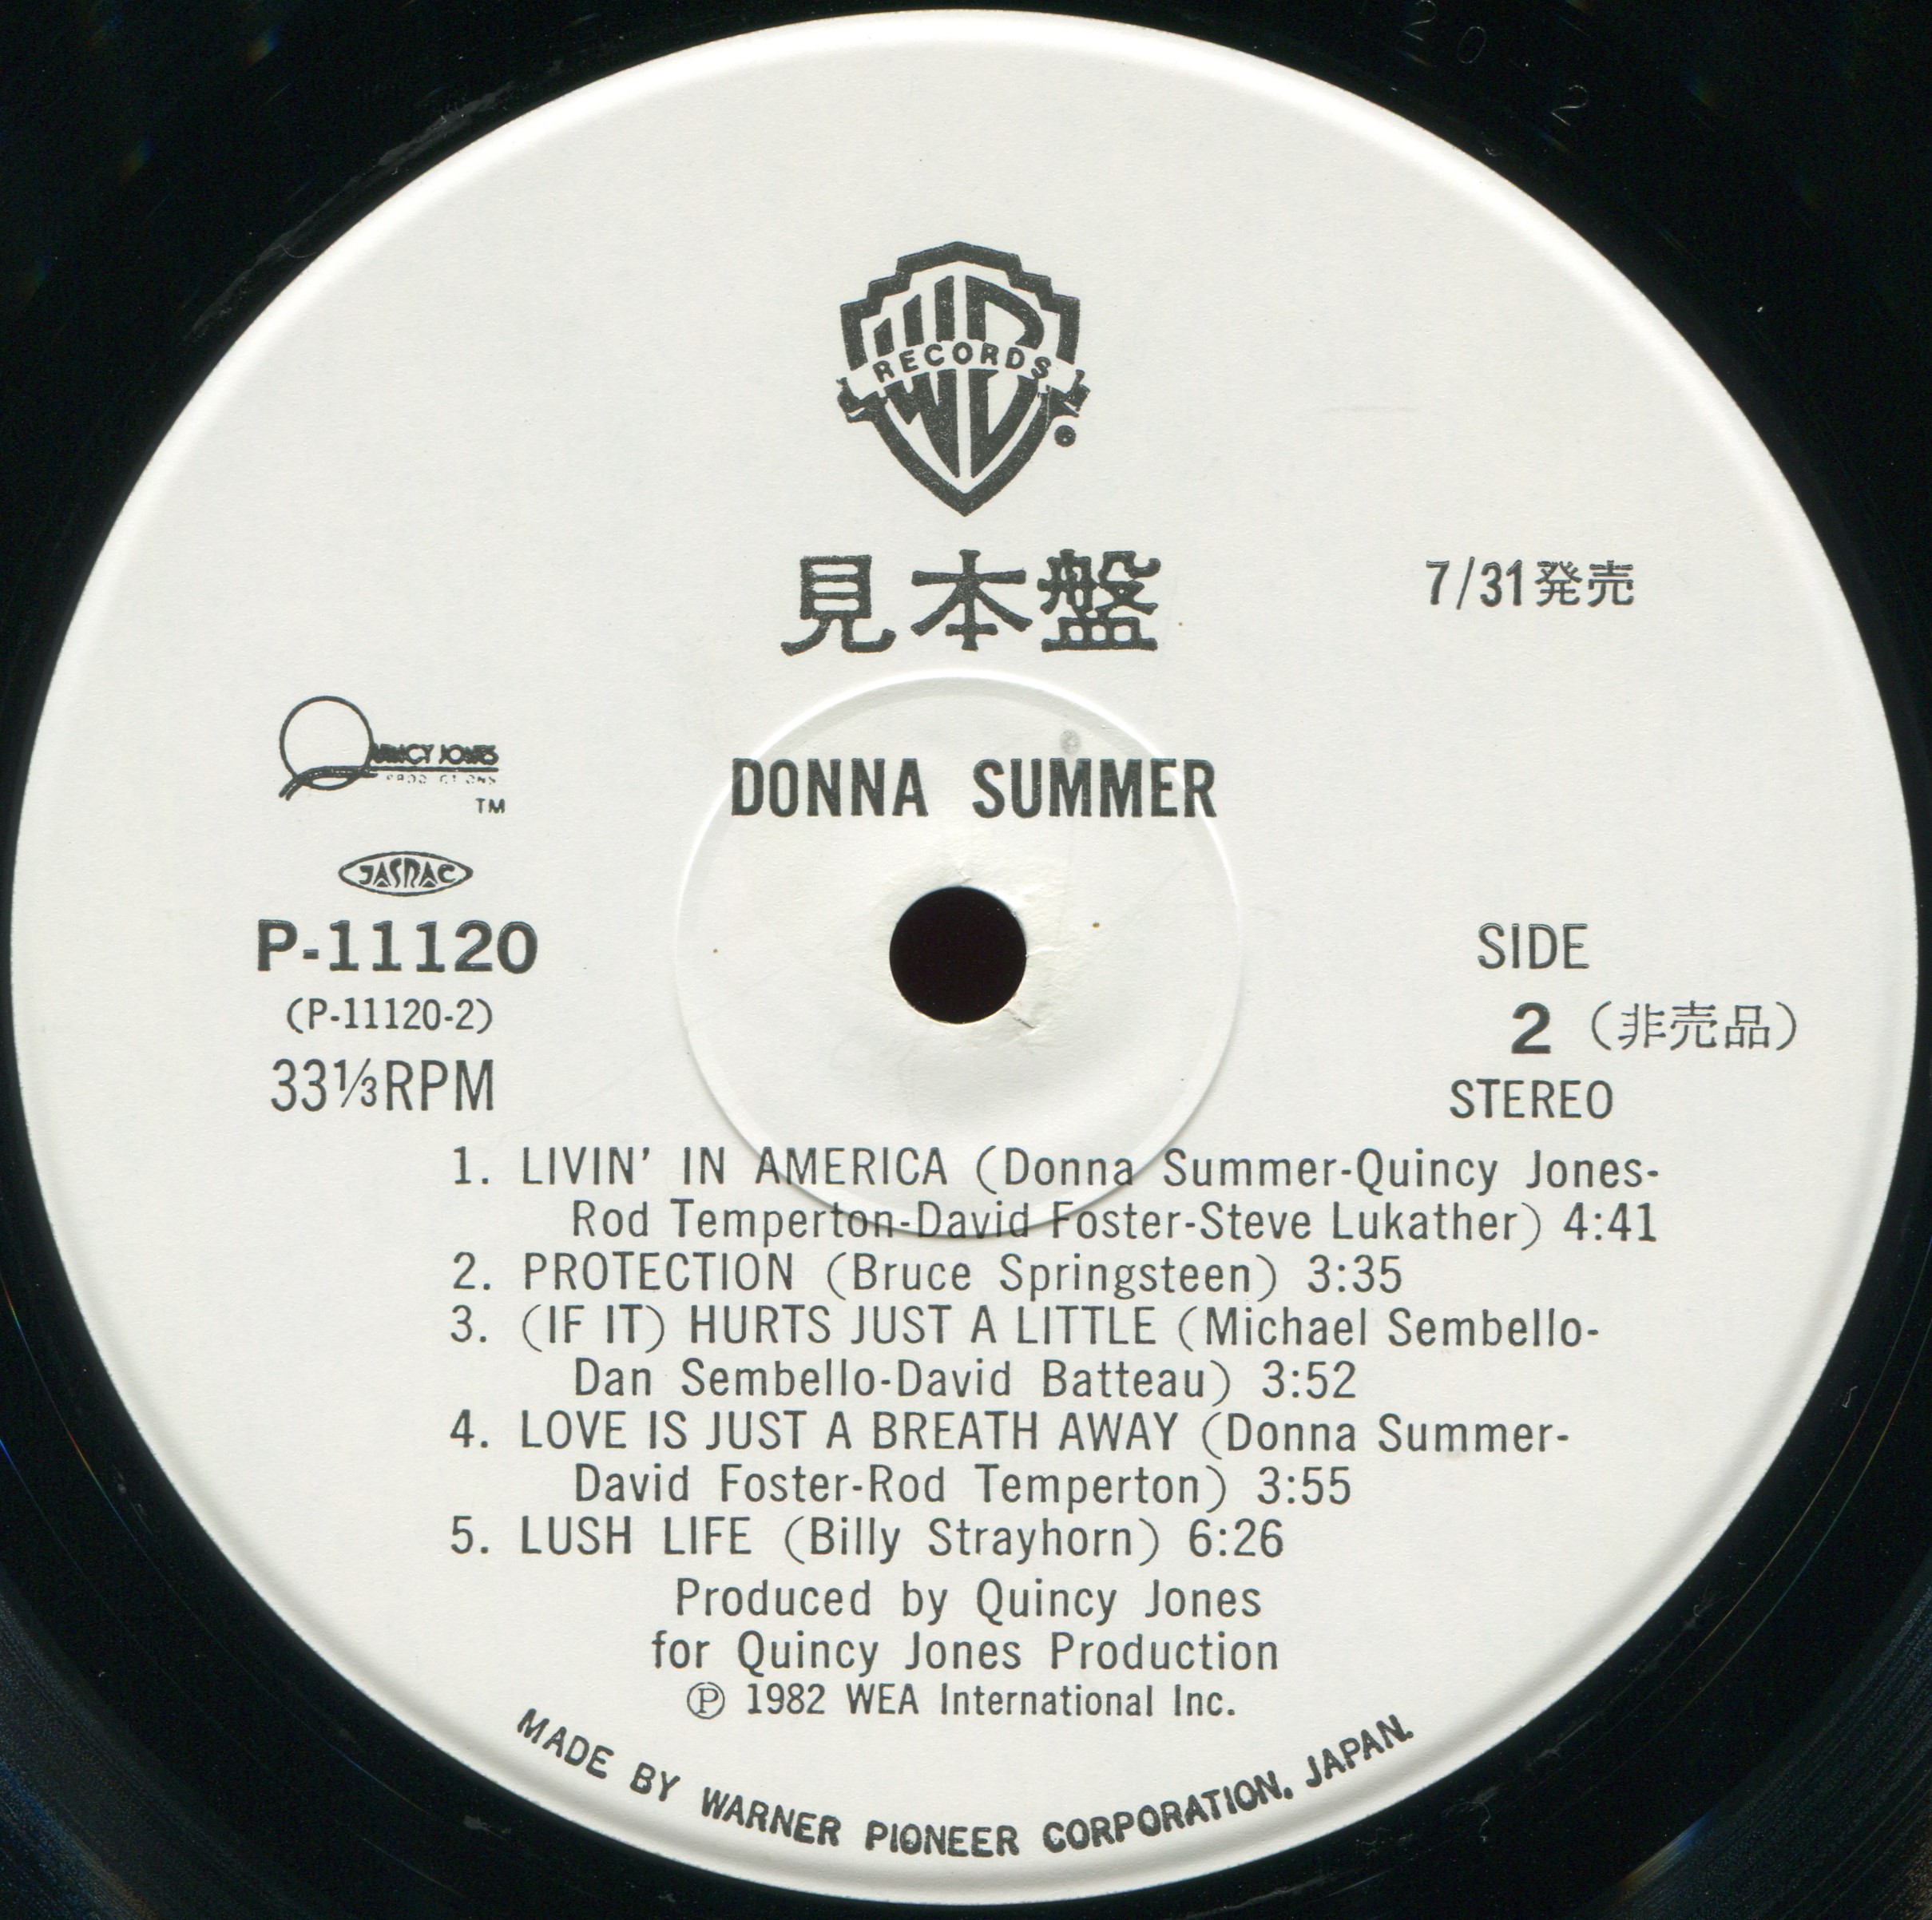 20-2
RECORDS
見本盤
7/31発売
QUINCY JONES
PRODUCTIONS
TM
DONNA SUMMER
JASRAC
P-11120
(P-11120-2)
33⅓RPM
SIDE
2 (非売品)
STEREO
1. LIVIN' IN AMERICA (Donna Summer-Quincy Jones-
Rod Temperton-David Foster-Steve Lukather) 4:41
2. PROTECTION (Bruce Springsteen) 3:35
3. (IF IT) HURTS JUST A LITTLE (Michael Sembello-
Dan Sembello-David Batteau) 3:52
4. LOVE IS JUST A BREATH AWAY (Donna Summer-
David Foster-Rod Temperton) 3:55
5. LUSH LIFE (Billy Strayhorn) 6:26
Produced by Quincy Jones
for Quincy Jones Production
℗ 1982 WEA International Inc.
MADE BY WARNER PIONEER CORPORATION, JAPAN.